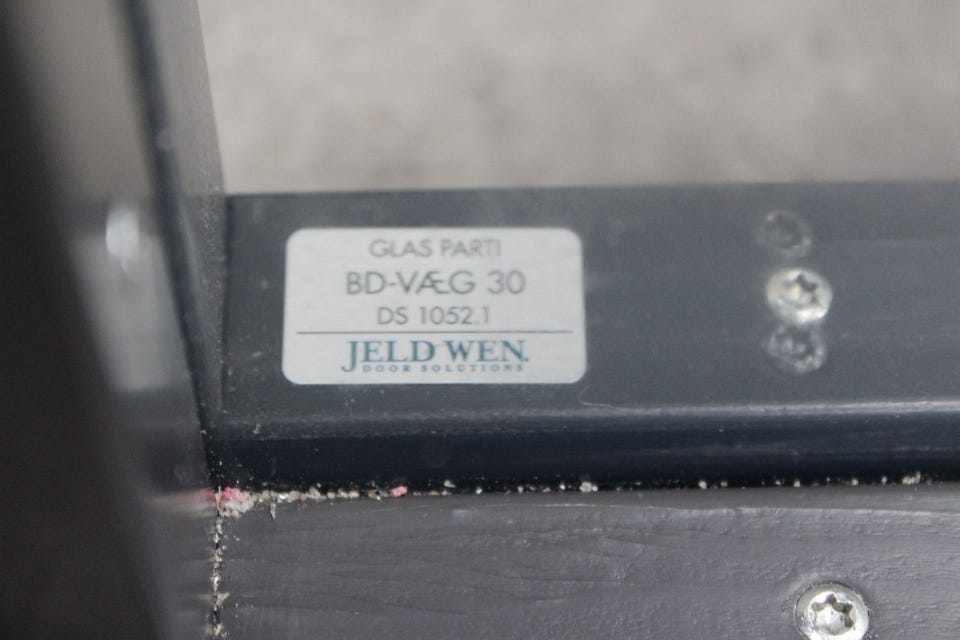 GLAS PARTI
BD-VÆG 30
DS 1052.1
JELD WEN.
DOOR SOLUTIONS